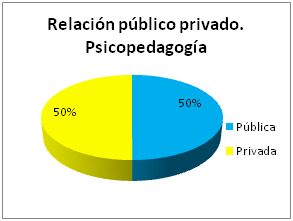 Relación público privado.
Psicopedagogía
50%
50%
Pública
Privada